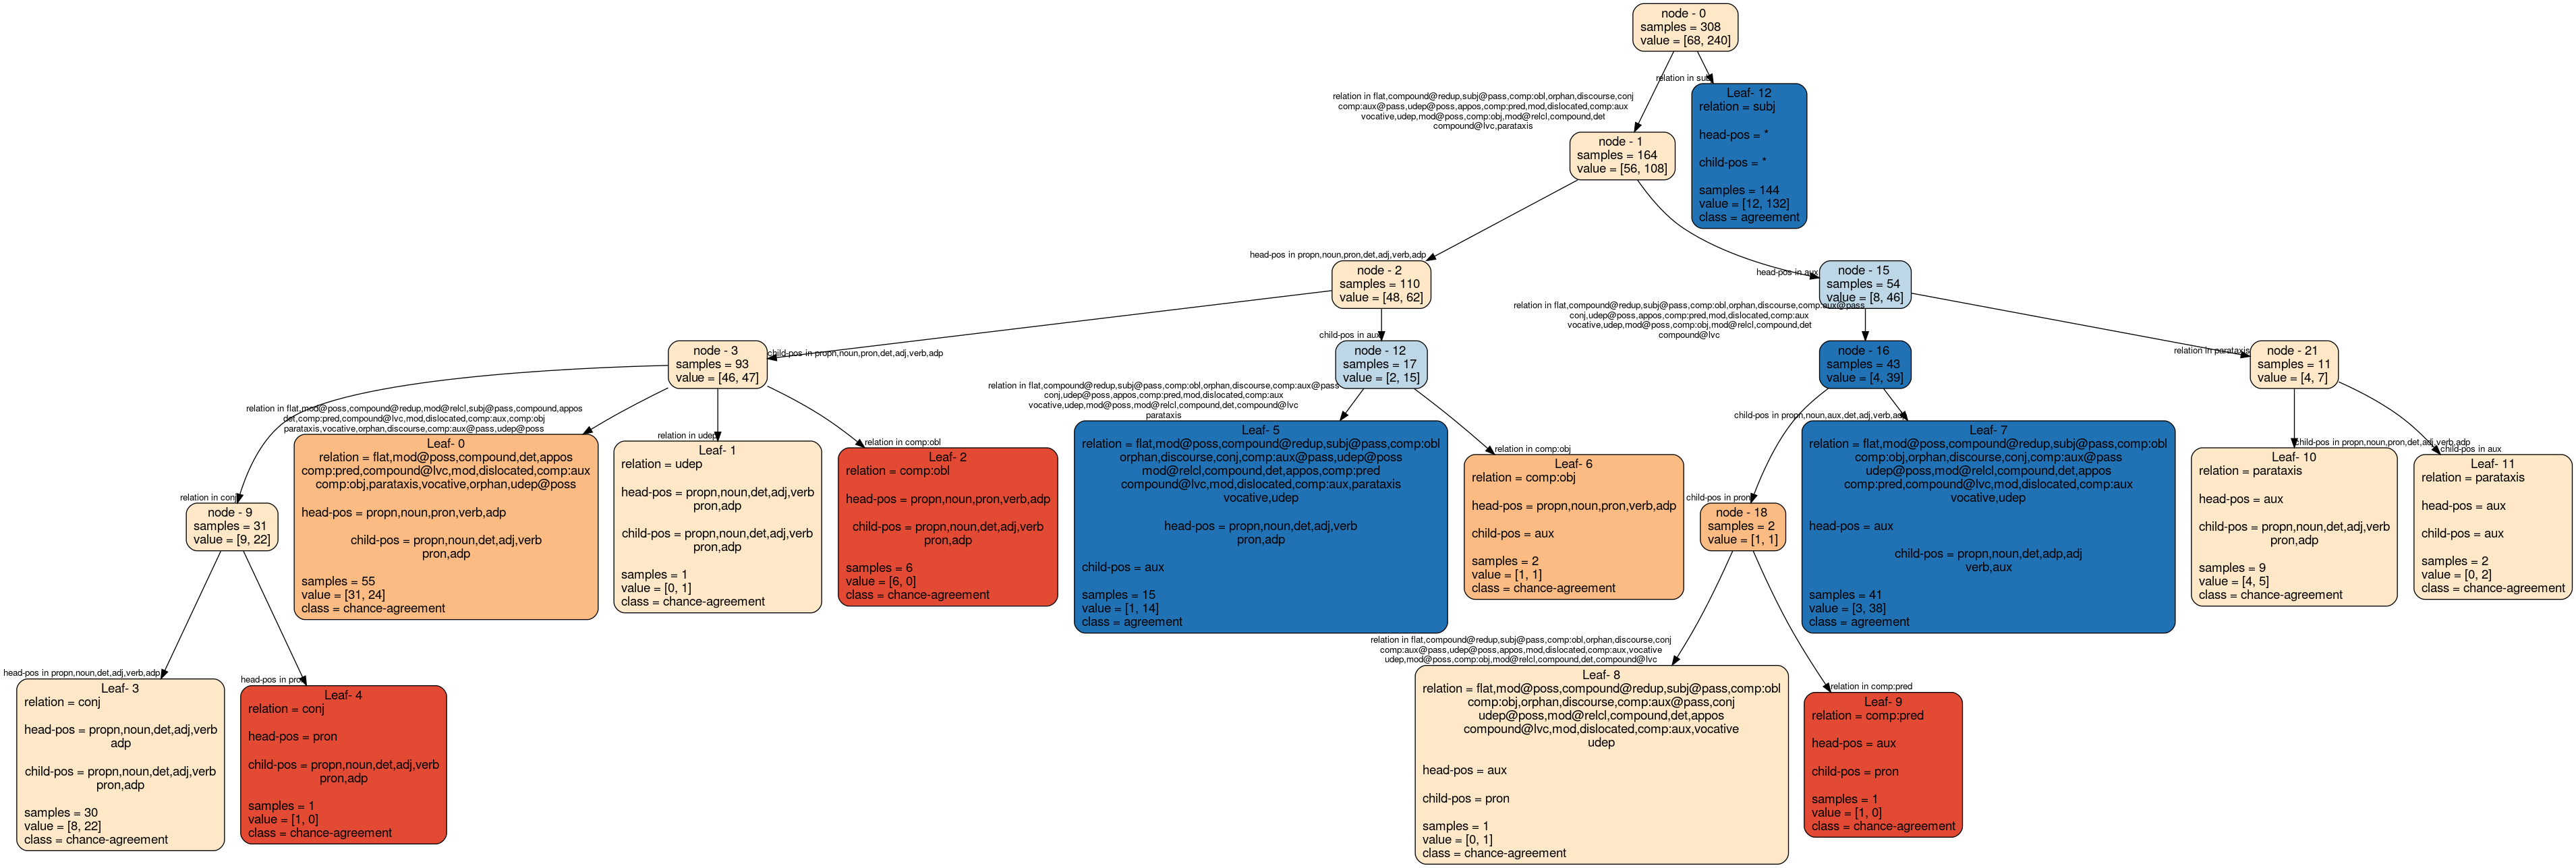 node - 0
samples = 308
value = [68, 240]
relation in flat,compound@redup,subj@pass,comp:obl,orphan,discourse,conj
comp:aux@pass,udep@poss,appos,comp:pred,mod,dislocated,comp:aux
vocative,udep,mod@poss,comp:obj,mod@relcl,compound,det
compound@lvc,parataxis
relation in subj
Leaf- 12
relation = subj
head-pos = *
child-pos = *
samples = 144
value = [12, 132]
class = agreement
node - 1
samples = 164
value = [56, 108]
head-pos in propn,noun,pron,det,adj,verb,adp
node - 2
samples = 110
value = [48, 62]
head-pos in aux
node - 15
samples = 54
value = [8, 46]
child-pos in propn,noun,pron,det,adj,verb,adp
node - 3
samples = 93
value = [46, 47]
child-pos in aux
node - 12
samples = 17
value = [2, 15]
relation in flat,compound@redup,subj@pass,comp:obl,orphan,discourse,comp:aux@pass
conj,udep@poss,appos,comp:pred,mod,dislocated,comp:aux
vocative,udep,mod@poss,comp:obj,mod@relcl,compound,det
compound@lvc
node - 16
samples = 43
value = [4, 39]
relation in parataxis
node - 21
samples = 11
value = [4, 7]
relation in conj
node - 9
samples = 31
value = [9, 22]
relation in flat,mod@poss,compound@redup,mod@relcl,subj@pass,compound,appos
det,comp:pred,compound@lvc,mod,dislocated,comp:aux,comp:obj
parataxis,vocative,orphan,discourse,comp:aux@pass,udep@poss
Leaf- 0
relation = flat,mod@poss,compound,det,appos
comp:pred,compound@lvc,mod,dislocated,comp:aux
comp:obj,parataxis,vocative,orphan,udep@poss
head-pos = propn,noun,pron,verb,adp
child-pos = propn,noun,det,adj,verb
pron,adp
samples = 55
value = [31, 24]
class = chance-agreement
relation in udep
Leaf- 1
relation = udep
head-pos = propn,noun,det,adj,verb
pron,adp
child-pos = propn,noun,det,adj,verb
pron,adp
samples = 1
value = [0, 1]
class = chance-agreement
relation in comp:obl
Leaf- 2
relation = comp:obl
head-pos = propn,noun,pron,verb,adp
child-pos = propn,noun,det,adj,verb
pron,adp
samples = 6
value = [6, 0]
class = chance-agreement
relation in flat,compound@redup,subj@pass,comp:obl,orphan,discourse,comp:aux@pass
conj,udep@poss,appos,comp:pred,mod,dislocated,comp:aux
vocative,udep,mod@poss,mod@relcl,compound,det,compound@lvc
parataxis
Leaf- 5
relation = flat,mod@poss,compound@redup,subj@pass,comp:obl
orphan,discourse,conj,comp:aux@pass,udep@poss
mod@relcl,compound,det,appos,comp:pred
compound@lvc,mod,dislocated,comp:aux,parataxis
vocative,udep
head-pos = propn,noun,det,adj,verb
pron,adp
child-pos = aux
samples = 15
value = [1, 14]
class = agreement
relation in comp:obj
Leaf- 6
relation = comp:obj
head-pos = propn,noun,pron,verb,adp
child-pos = aux
samples = 2
value = [1, 1]
class = chance-agreement
child-pos in pron
node - 18
samples = 2
value = [1, 1]
child-pos in propn,noun,aux,det,adj,verb,adp
Leaf- 7
relation = flat,mod@poss,compound@redup,subj@pass,comp:obl
comp:obj,orphan,discourse,conj,comp:aux@pass
udep@poss,mod@relcl,compound,det,appos
comp:pred,compound@lvc,mod,dislocated,comp:aux
vocative,udep
head-pos = aux
child-pos = propn,noun,det,adp,adj
verb,aux
samples = 41
value = [3, 38]
class = agreement
child-pos in propn,noun,pron,det,adj,verb,adp
Leaf- 10
relation = parataxis
head-pos = aux
child-pos = propn,noun,det,adj,verb
pron,adp
samples = 9
value = [4, 5]
class = chance-agreement
child-pos in aux
Leaf- 11
relation = parataxis
head-pos = aux
child-pos = aux
samples = 2
value = [0, 2]
class = chance-agreement
head-pos in propn,noun,det,adj,verb,adp
Leaf- 3
relation = conj
head-pos = propn,noun,det,adj,verb
adp
child-pos = propn,noun,det,adj,verb
pron,adp
samples = 30
value = [8, 22]
class = chance-agreement
head-pos in pron
Leaf- 4
relation = conj
head-pos = pron
child-pos = propn,noun,det,adj,verb
pron,adp
samples = 1
value = [1, 0]
class = chance-agreement
relation in flat,compound@redup,subj@pass,comp:obl,orphan,discourse,conj
comp:aux@pass,udep@poss,appos,mod,dislocated,comp:aux,vocative
udep,mod@poss,comp:obj,mod@relcl,compound,det,compound@lvc
Leaf- 8
relation = flat,mod@poss,compound@redup,subj@pass,comp:obl
comp:obj,orphan,discourse,comp:aux@pass,conj
udep@poss,mod@relcl,compound,det,appos
compound@lvc,mod,dislocated,comp:aux,vocative
udep
head-pos = aux
child-pos = pron
samples = 1
value = [0, 1]
class = chance-agreement
relation in comp:pred
Leaf- 9
relation = comp:pred
head-pos = aux
child-pos = pron
samples = 1
value = [1, 0]
class = chance-agreement